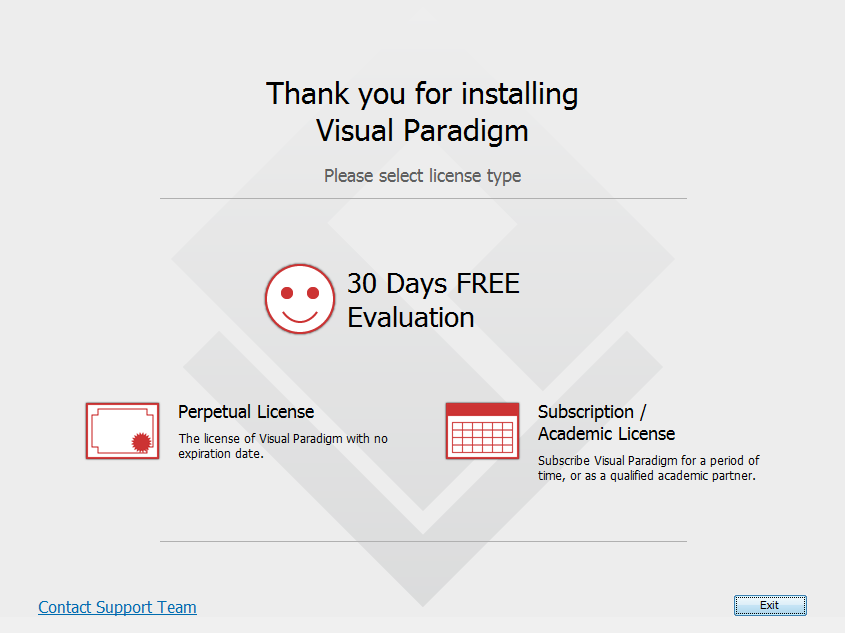 Thank you for installing
Visual Paradigm
Please select license type
30 Days FREE
Evaluation
Perpetual License
The license of Visual Paradigm with no
expiration date.
Subscription /
Academic License
Subscribe Visual Paradigm for a period of
time, or as a qualified academic partner.
Contact Support Team
Exit